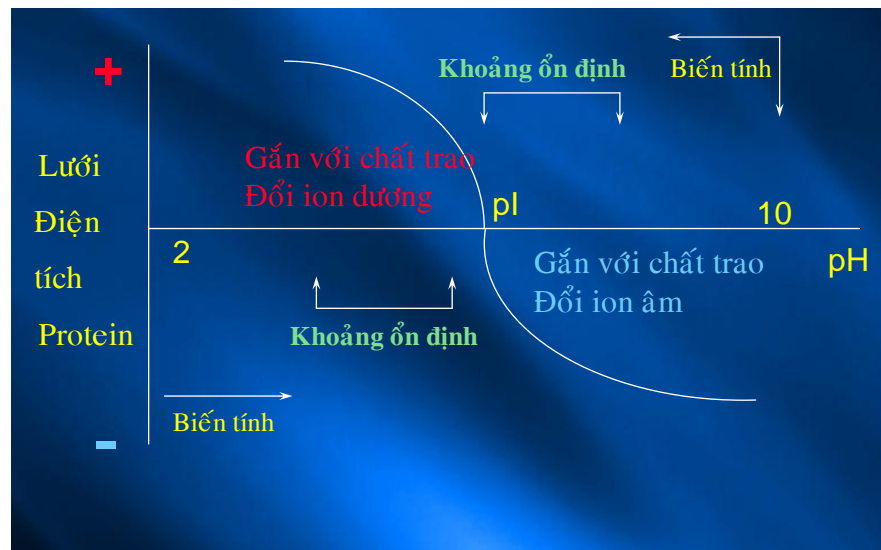 +
Khoảng ổn định
Biến tính
Lưới
Điện
tích
Protein
-
Gắn với chất trao
Đổi ion dương
pI
10
2
pH
Gắn với chất trao
Đổi ion âm
Khoảng ổn định
Biến tính